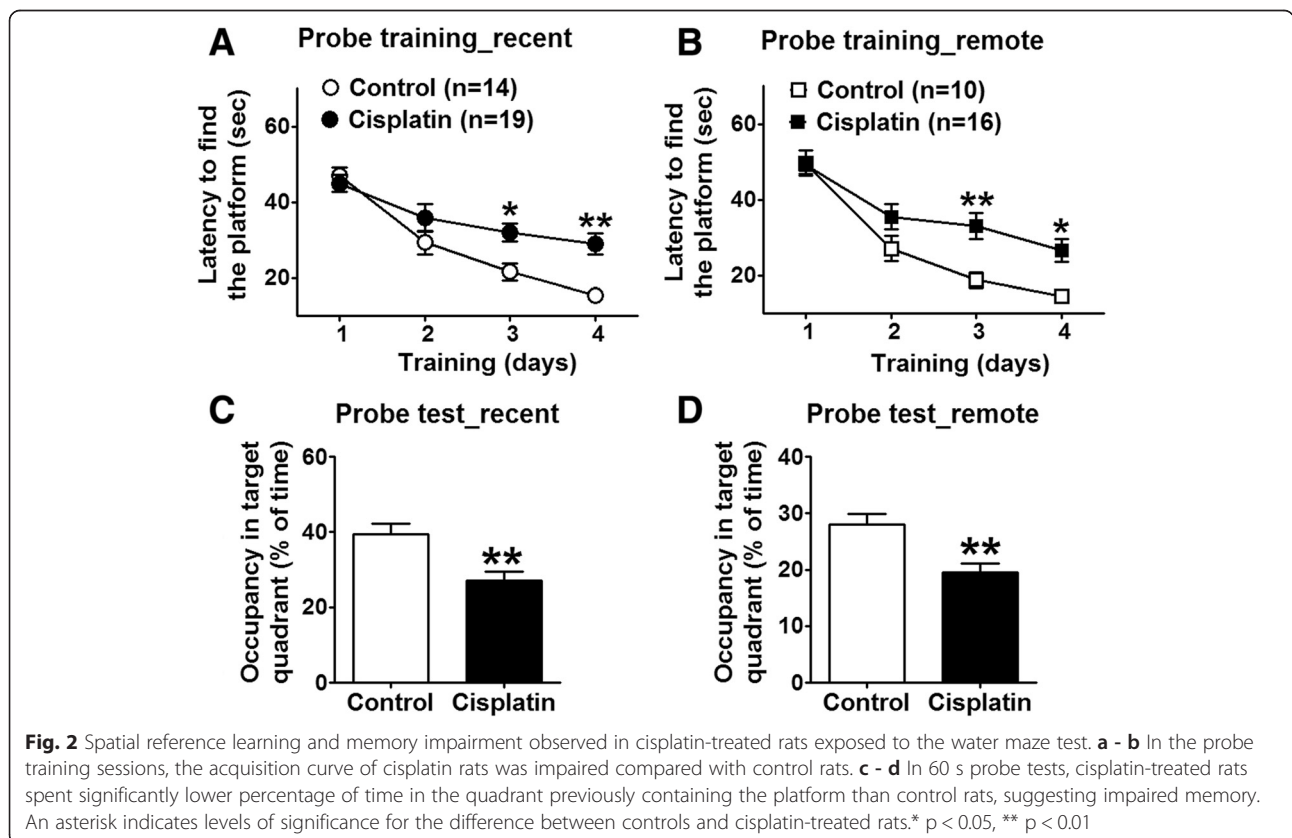 A Probe training_recent
Control (n=14)
Cisplatin (n=19)
Latency to find
the platform (sec)
60
40
20
*
**
1 2 3 4
Training (days)
B Probe training_remote
Control (n=10)
Cisplatin (n=16)
Latency to find
the platform (sec)
60
40
20
**
*
1 2 3 4
Training (days)
C Probe test_recent
Occupancy in target
quadrant (% of time)
60
40
20
0
**
Control Cisplatin
D Probe test_remote
Occupancy in target
quadrant (% of time)
40
30
20
10
0
**
Control Cisplatin
Fig. 2 Spatial reference learning and memory impairment observed in cisplatin-treated rats exposed to the water maze test. a - b In the probe
training sessions, the acquisition curve of cisplatin rats was impaired compared with control rats. c - d In 60 s probe tests, cisplatin-treated rats
spent significantly lower percentage of time in the quadrant previously containing the platform than control rats, suggesting impaired memory.
An asterisk indicates levels of significance for the difference between controls and cisplatin-treated rats.* p < 0.05, ** p < 0.01